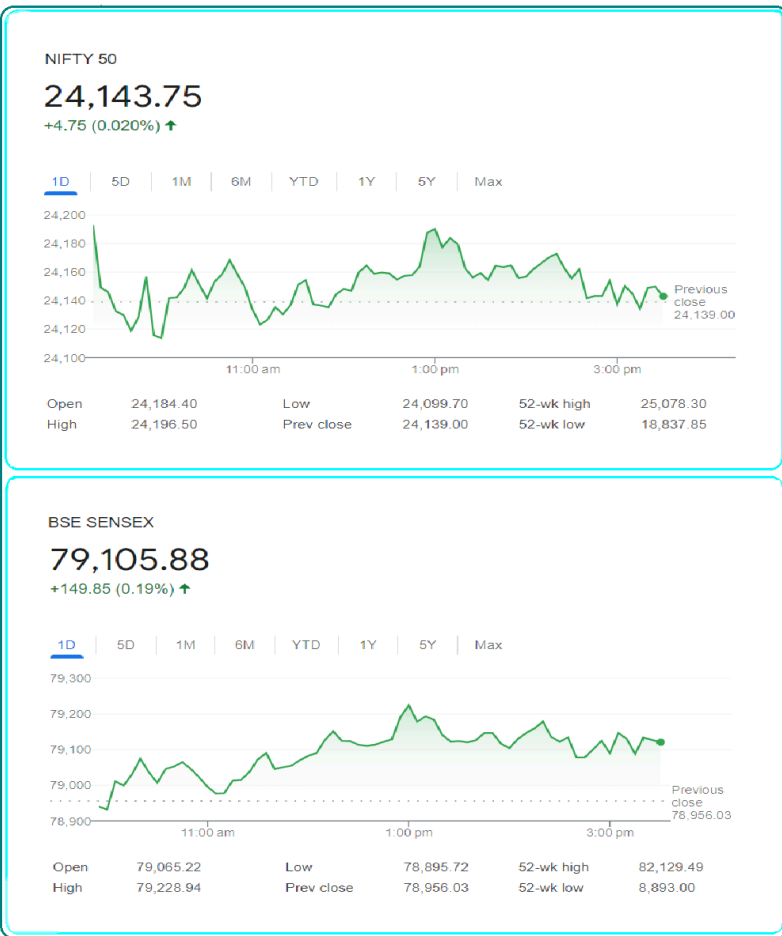 NIFTY 50
24,143.75
+4.75 (0.020%) ↑
1D 5D 1M 6M YTD 1Y 5Y Max
24,200
24,180
24,160
24,140
24,120
24,100
Previous
close
24,139.00
11:00 am 1:00 pm 3:00 pm
Open 24,184.40 Low 24,099.70 52-wk high 25,078.30
High 24,196.50 Prev close 24,139.00 52-wk low 18,837.85
BSE SENSEX
79,105.88
+149.85 (0.19%) ↑
1D 5D 1M 6M YTD 1Y 5Y Max
79,300
79,200
79,100
79,000
78,900
Previous
close
78,956.03
11:00 am 1:00 pm 3:00 pm
Open 79,065.22 Low 78,895.72 52-wk high 82,129.49
High 79,228.94 Prev close 78,956.03 52-wk low 8,893.00